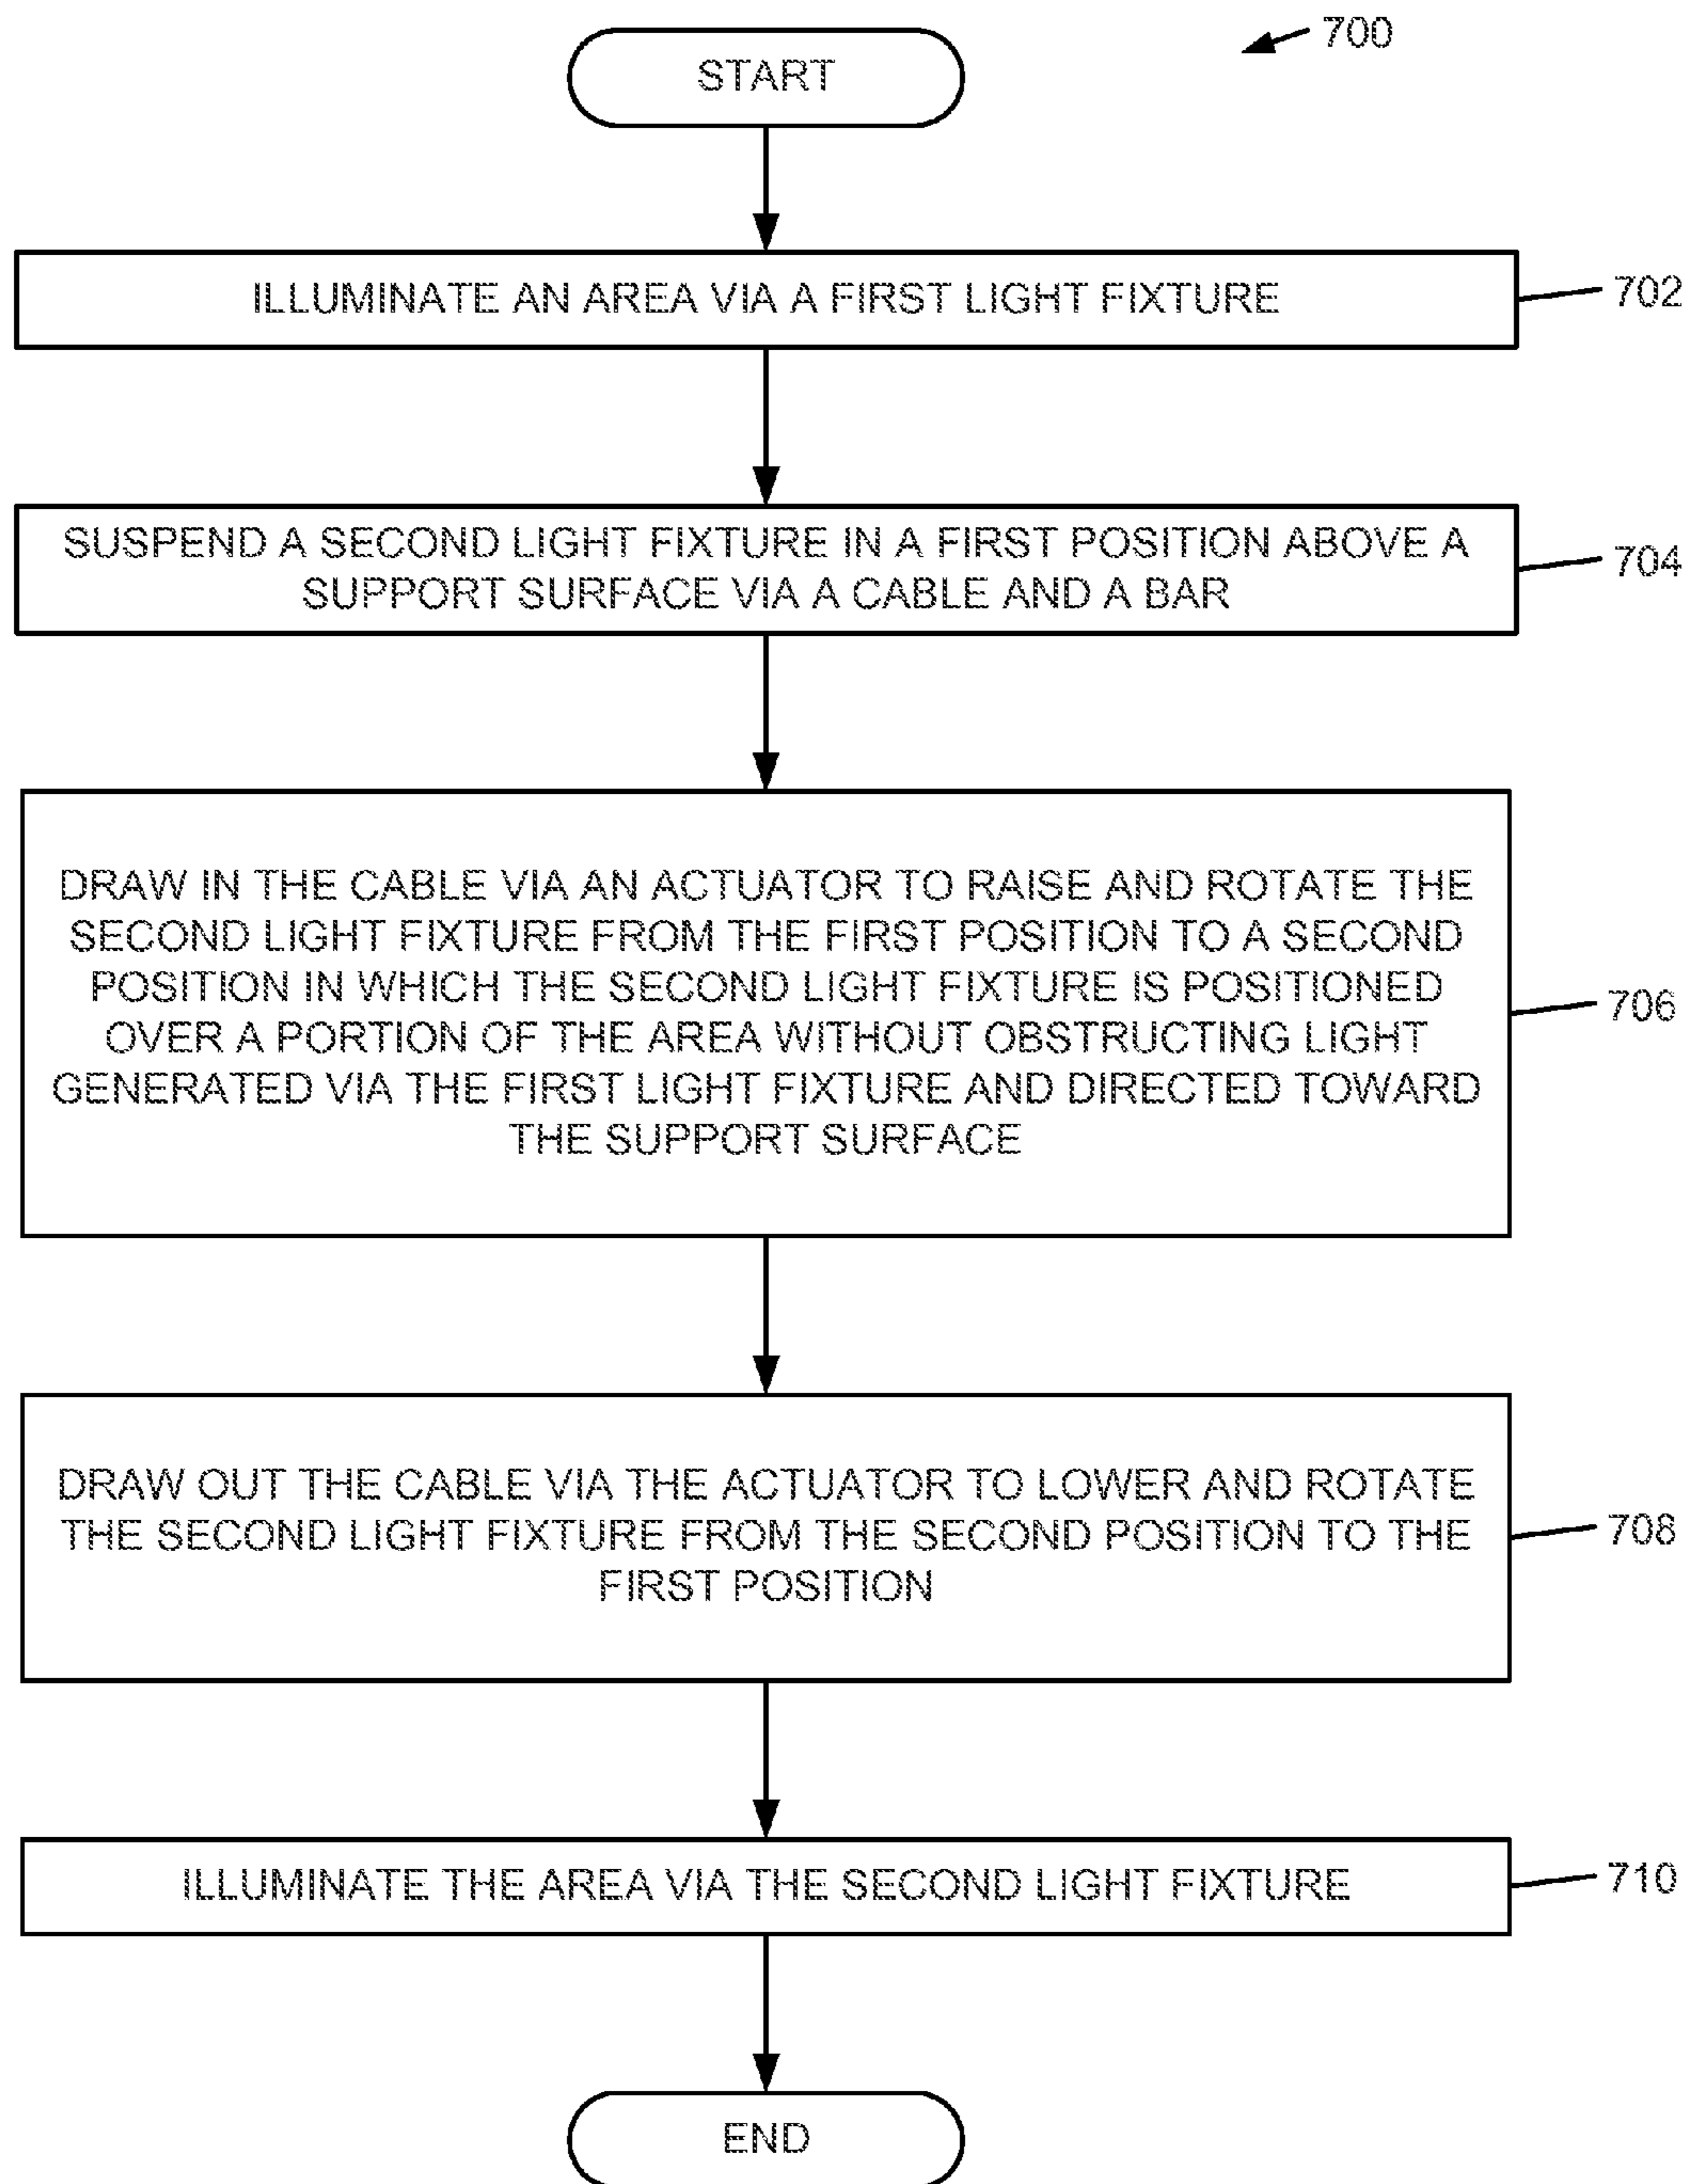 700
START
ILLUMINATE AN AREA VIA A FIRST LIGHT FIXTURE
702
SUSPEND A SECOND LIGHT FIXTURE IN A FIRST POSITION ABOVE A
SUPPORT SURFACE VIA A CABLE AND A BAR
704
DRAW IN THE CABLE VIA AN ACTUATOR TO RAISE AND ROTATE THE
SECOND LIGHT FIXTURE FROM THE FIRST POSITION TO A SECOND
POSITION IN WHICH THE SECOND LIGHT FIXTURE IS POSITIONED
OVER A PORTION OF THE AREA WITHOUT OBSTRUCTING LIGHT
GENERATED VIA THE FIRST LIGHT FIXTURE AND DIRECTED TOWARD
THE SUPPORT SURFACE
706
DRAW OUT THE CABLE VIA THE ACTUATOR TO LOWER AND ROTATE
THE SECOND LIGHT FIXTURE FROM THE SECOND POSITION TO THE
FIRST POSITION
708
ILLUMINATE THE AREA VIA THE SECOND LIGHT FIXTURE
710
END